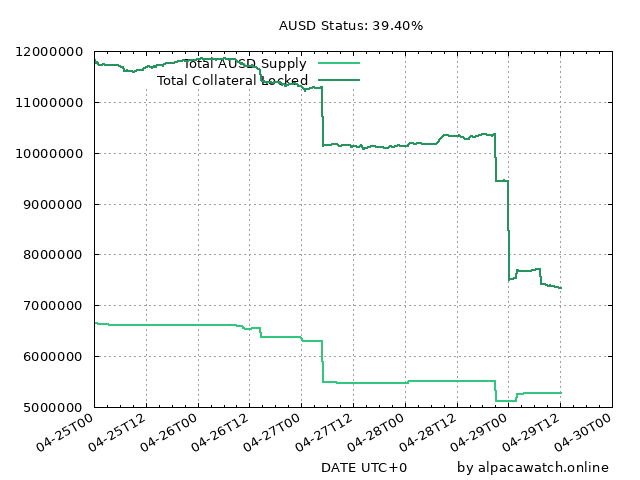 AUSD Status: 39.40%
Total AUSD Supply
Total Collateral Locked
12000000
11000000
10000000
9000000
8000000
7000000
6000000
5000000
04-25T00
04-25T12
04-26T00
04-26T12
04-27T00
04-27T12
04-28T00
04-28T12
04-29T00
04-29T12
04-30T00
DATE UTC+0
by alpacawatch.online